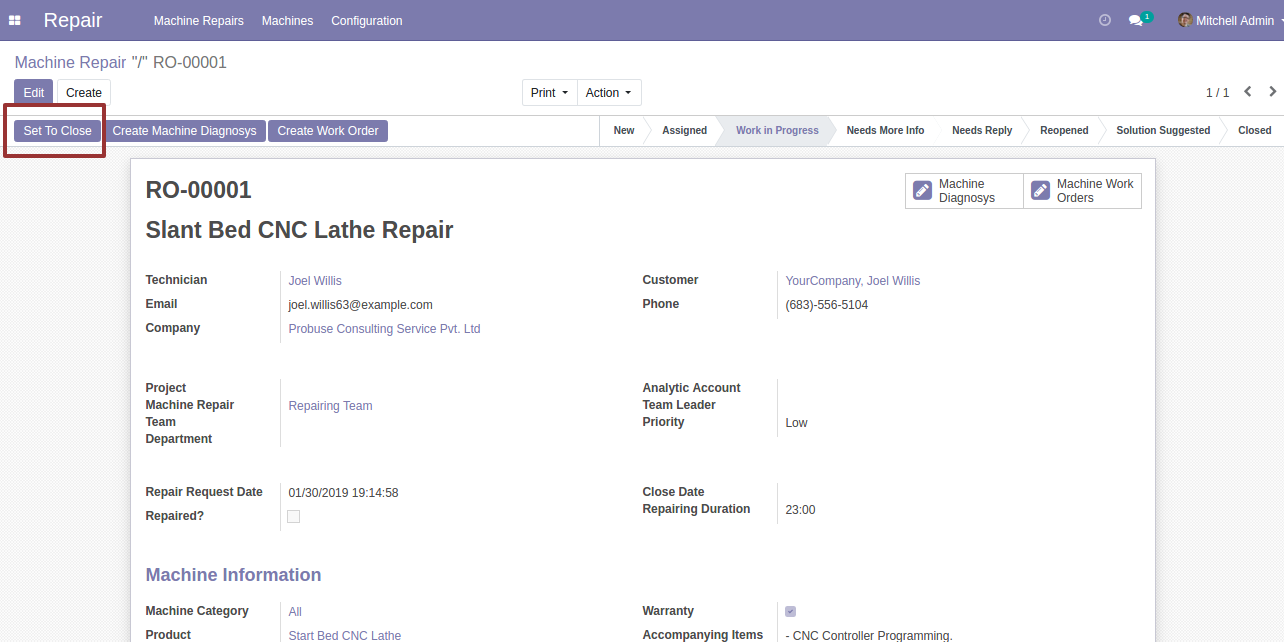 Repair Machine Repairs Machines Configuration 1 Mitchell Admin
Machine Repair "/" RO-00001
Edit Create Print Action 1 / 1
Set To Close Create Machine Diagnosys Create Work Order New Assigned Work in Progress Needs More Info Needs Reply Reopened Solution Suggested Closed
RO-00001
Machine Diagnosys
Machine Work Orders
Slant Bed CNC Lathe Repair
Technician Joel Willis Customer YourCompany, Joel Willis
Email joel.willis63@example.com Phone (683)-556-5104
Company Probuse Consulting Service Pvt. Ltd
Project Analytic Account
Machine Repair Team Repairing Team Team Leader
Priority Low
Department
Repair Request Date 01/30/2019 19:14:58 Close Date
Repairing Duration 23:00
Repaired?
Machine Information
Machine Category All Warranty
Product Start Bed CNC Lathe Accompanying Items - CNC Controller Programming.